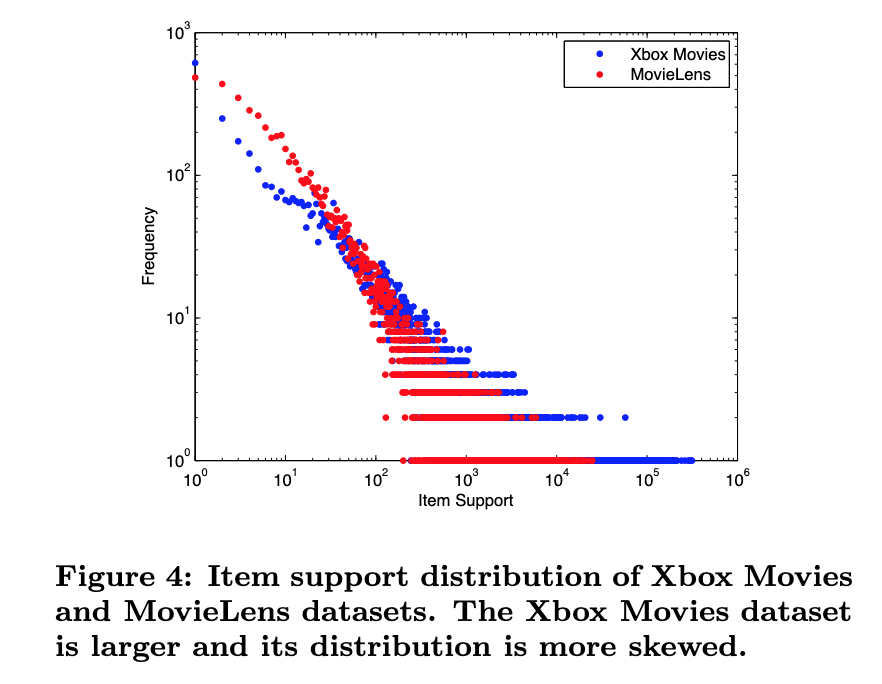 10^3
Xbox Movies
MovieLens
10^2
Frequency
10^1
10^0
10^0 10^1 10^2 10^3 10^4 10^5 10^6
Item Support
Figure 4: Item support distribution of Xbox Movies
and MovieLens datasets. The Xbox Movies dataset
is larger and its distribution is more skewed.